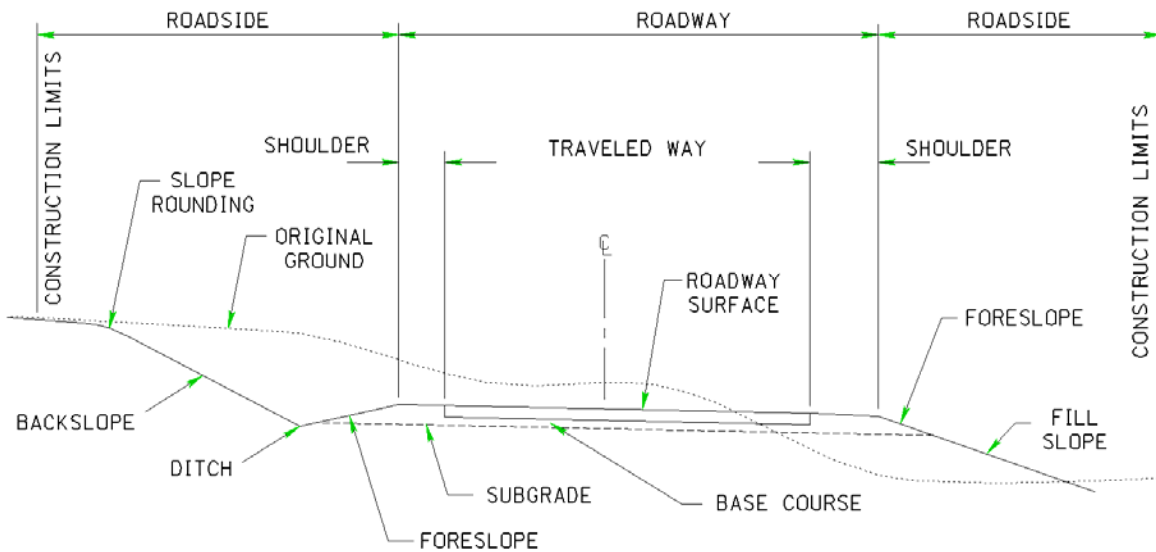 ROADSIDE
ROADWAY
ROADSIDE
CONSTRUCTION LIMITS
SHOULDER
TRAVELED WAY
SHOULDER
CONSTRUCTION LIMITS
SLOPE
ROUNDING
ORIGINAL
GROUND
℄
ROADWAY
SURFACE
FORESLOPE
BACKSLOPE
FILL
SLOPE
DITCH
SUBGRADE
BASE COURSE
FORESLOPE